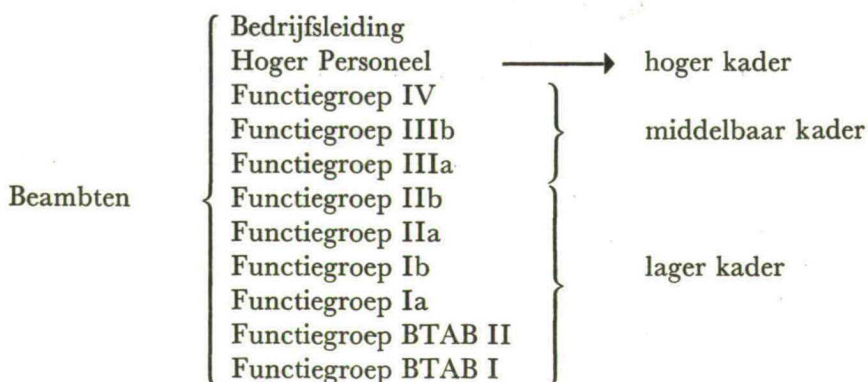 Bedrijfsleiding
Hoger Personeel hoger kader
Functiegroep IV
Functiegroep IIIb middelbaar kader
Functiegroep IIIa
Beambten Functiegroep IIb
Functiegroep IIa
Functiegroep Ib lager kader
Functiegroep Ia
Functiegroep BTAB II
Functiegroep BTAB I